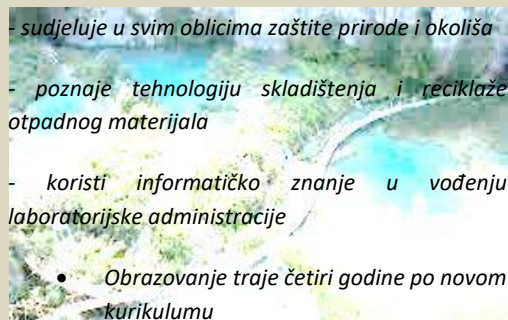 - sudjeluje u svim oblicima zaštite prirode i okoliša
- poznaje tehnologiju skladištenja i reciklaže
otpadnog materijala
- koristi informatičko znanje u vođenju
laboratorijske administracije
• Obrazovanje traje četiri godine po novom
kurikulumu